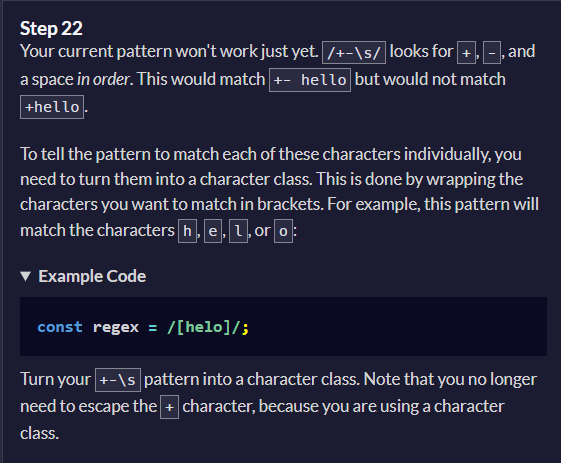 Step 22
Your current pattern won't work just yet. /+-\s/ looks for +, -, and
a space in order. This would match +- hello but would not match
+hello.
To tell the pattern to match each of these characters individually, you
need to turn them into a character class. This is done by wrapping the
characters you want to match in brackets. For example, this pattern will
match the characters h, e, l, or o:
▼ Example Code
const regex = /[helo]/;
Turn your +-\s pattern into a character class. Note that you no longer
need to escape the + character, because you are using a character
class.